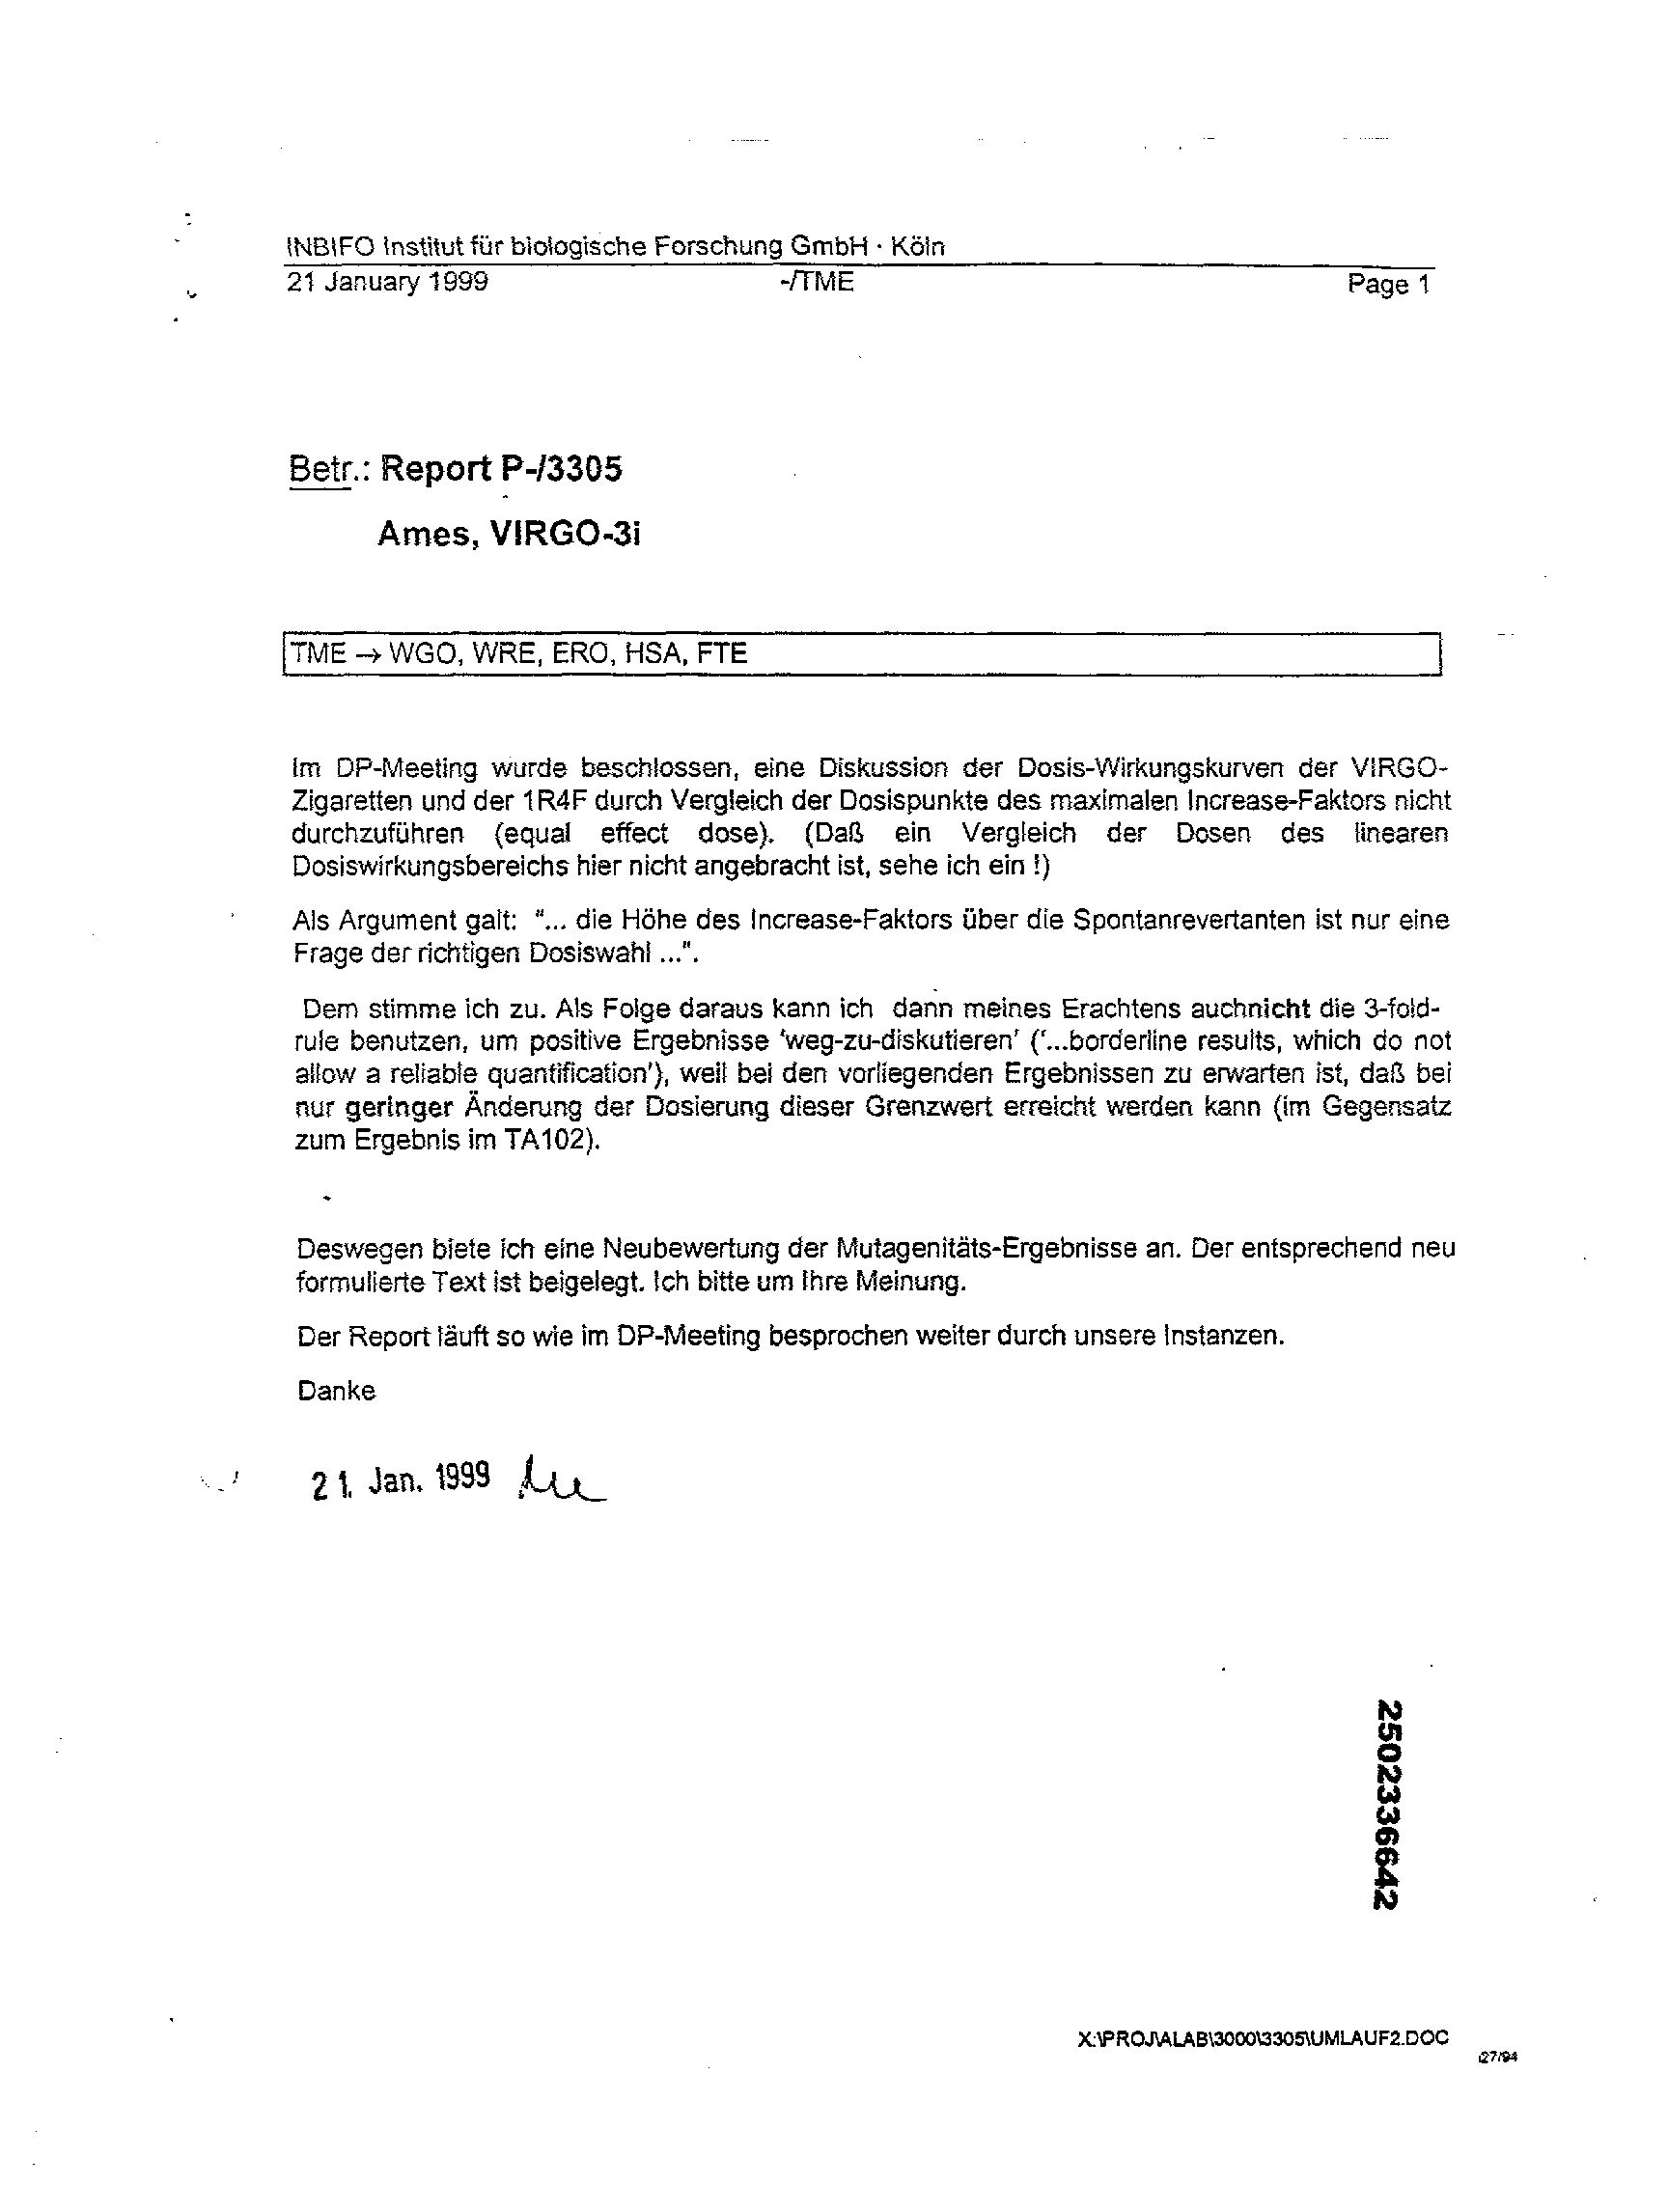 INBIFO Institut für biologische Forschung GmbH · Köln
21 January 1999 -/TME Page 1
Betr.: Report P-/3305
Ames, VIRGO-3i
TME → WGO, WRE, ERO, HSA, FTE
Im DP-Meeting wurde beschlossen, eine Diskussion der Dosis-Wirkungskurven der VIRGO-
Zigaretten und der 1R4F durch Vergleich der Dosispunkte des maximalen Increase-Faktors nicht
durchzuführen (equal effect dose). (Daß ein Vergleich der Dosen des linearen
Dosiswirkungsbereichs hier nicht angebracht ist, sehe ich ein !)
Als Argument galt: "... die Höhe des Increase-Faktors über die Spontanrevertanten ist nur eine
Frage der richtigen Dosiswahl ...".
Dem stimme ich zu. Als Folge daraus kann ich dann meines Erachtens auchnicht die 3-fold-
rule benutzen, um positive Ergebnisse 'weg-zu-diskutieren' ('...borderline results, which do not
allow a reliable quantification'), weil bei den vorliegenden Ergebnissen zu erwarten ist, daß bei
nur geringer Änderung der Dosierung dieser Grenzwert erreicht werden kann (im Gegensatz
zum Ergebnis im TA102).
Deswegen biete ich eine Neubewertung der Mutagenitäts-Ergebnisse an. Der entsprechend neu
formulierte Text ist beigelegt. Ich bitte um Ihre Meinung.
Der Report läuft so wie im DP-Meeting besprochen weiter durch unsere Instanzen.
Danke
21. Jan. 1999
2502336642
X:\PROJ\ALAB\3000\3305\UMLAUF2.DOC
27/94